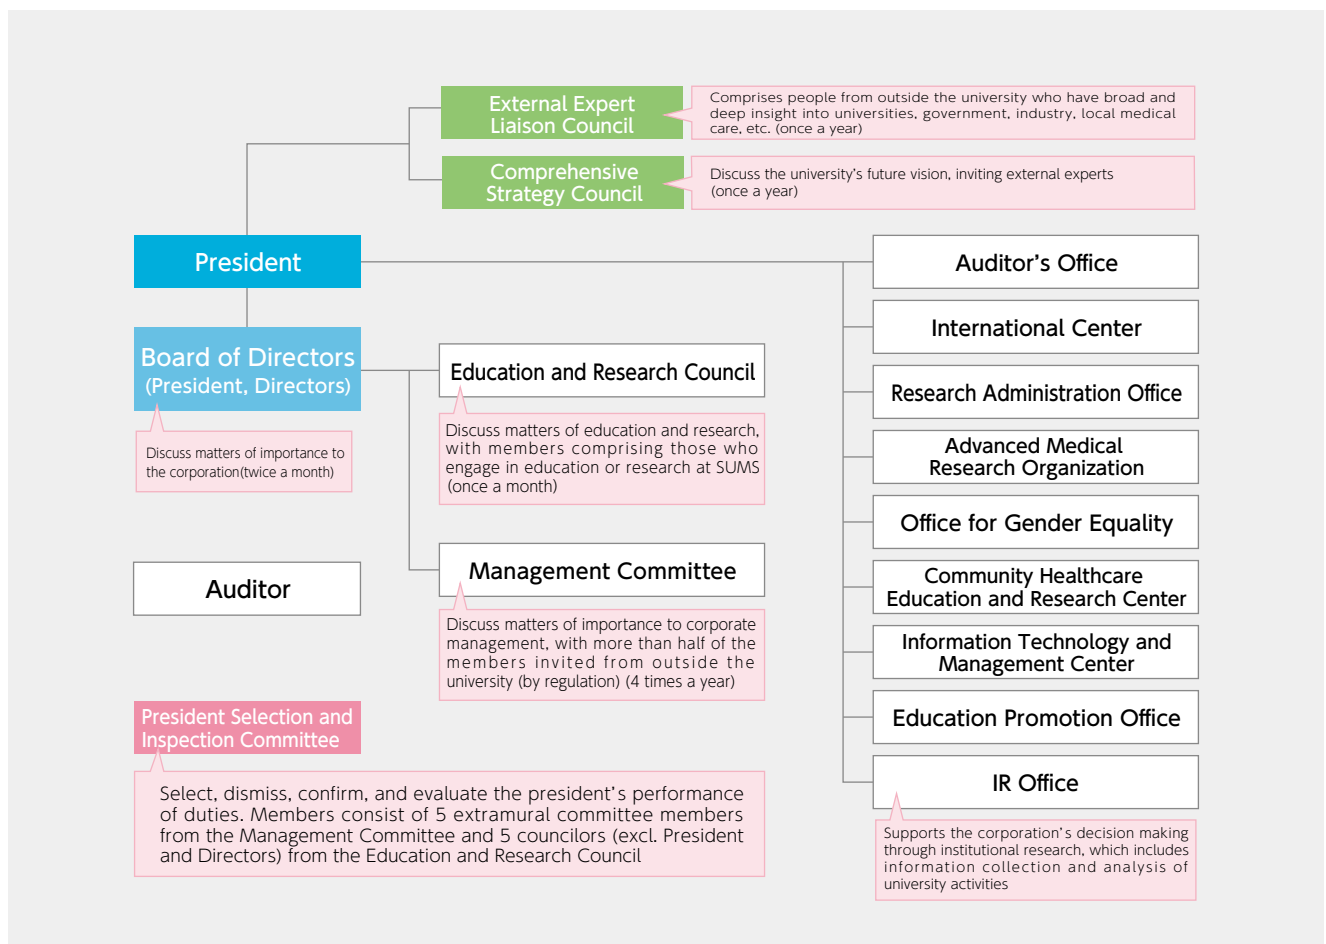 External Expert
Liaison Council
Comprises people from outside the university who have broad and
deep insight into universities, government, industry, local medical
care, etc. (once a year)
Comprehensive
Strategy Council
Discuss the university's future vision, inviting external experts
(once a year)
President
Board of Directors
(President, Directors)
Discuss matters of importance to
the corporation(twice a month)
Education and Research Council
Discuss matters of education and research,
with members comprising those who
engage in education or research at SUMS
(once a month)
Auditor
Management Committee
Discuss matters of importance to corporate
management, with more than half of the
members invited from outside the
university (by regulation) (4 times a year)
President Selection and
Inspection Committee
Select, dismiss, confirm, and evaluate the president's performance
of duties. Members consist of 5 extramural committee members
from the Management Committee and 5 councilors (excl. President
and Directors) from the Education and Research Council
Auditor's Office
International Center
Research Administration Office
Advanced Medical
Research Organization
Office for Gender Equality
Community Healthcare
Education and Research Center
Information Technology and
Management Center
Education Promotion Office
IR Office
Supports the corporation's decision making
through institutional research, which includes
information collection and analysis of
university activities